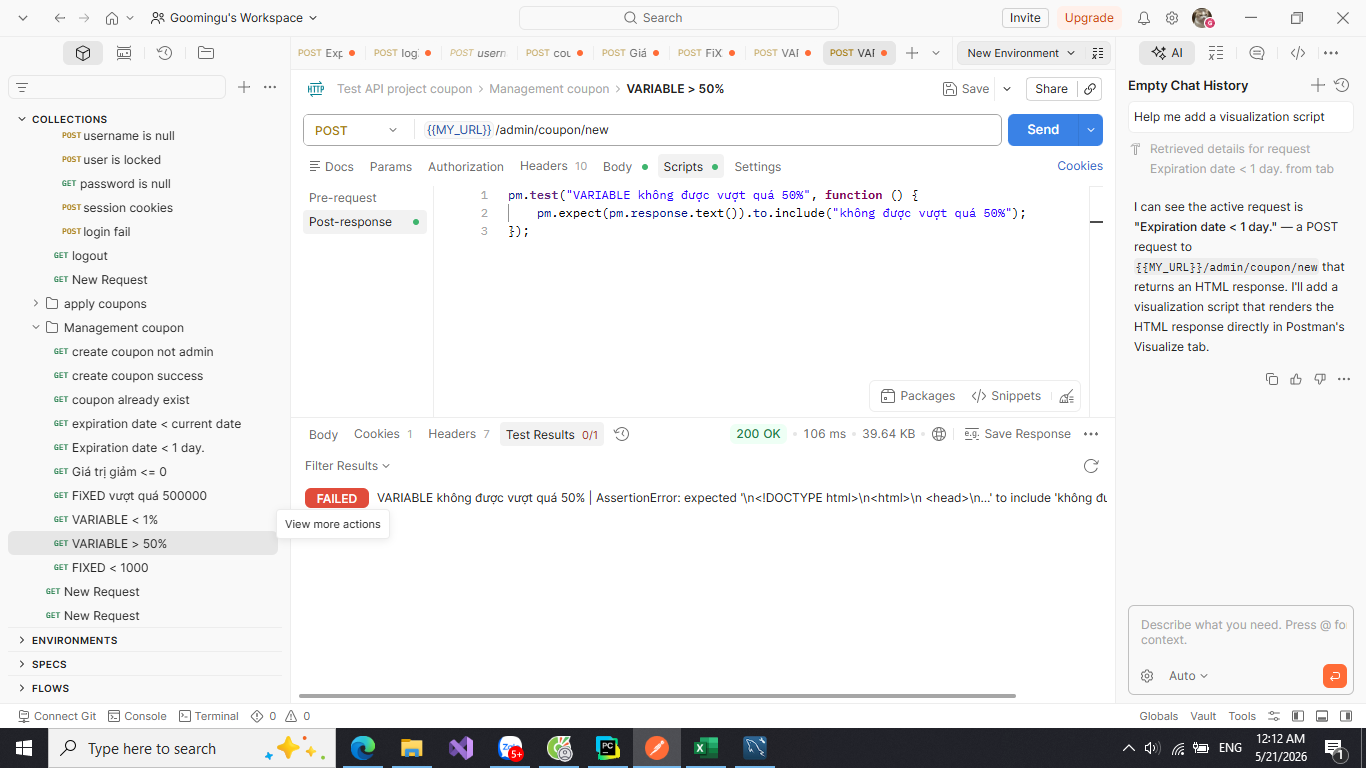 Goomingu's Workspace
Search
Invite
Upgrade
POST Exp
POST log
POST usern
POST cou
POST Giá
POST FiX
POST VAI
POST VAI
New Environment
AI
COLLECTIONS
POST username is null
POST user is locked
GET password is null
POST session cookies
POST login fail
GET logout
GET New Request
apply coupons
Management coupon
GET create coupon not admin
GET create coupon success
GET coupon already exist
GET expiration date < current date
GET Expiration date < 1 day.
GET Giá trị giảm <= 0
GET FiXED vượt quá 500000
GET VARIABLE < 1%
GET VARIABLE > 50%
GET FIXED < 1000
GET New Request
GET New Request
ENVIRONMENTS
SPECS
FLOWS
View more actions
HTTP Test API project coupon > Management coupon > VARIABLE > 50%
Save
Share
POST
{{MY_URL}} /admin/coupon/new
Send
Docs Params Authorization Headers 10 Body Scripts Settings
Cookies
Pre-request
Post-response
1 pm.test("VARIABLE không được vượt quá 50%", function () {
2 pm.expect(pm.response.text()).to.include("không được vượt quá 50%");
3 });
Packages
Snippets
Body Cookies 1 Headers 7 Test Results 0/1
200 OK • 106 ms • 39.64 KB
e.g. Save Response
Filter Results
FAILED VARIABLE không được vượt quá 50% | AssertionError: expected '\n<!DOCTYPE html>\n<html>\n <head>\n...' to include 'không đư
Empty Chat History
Help me add a visualization script
Retrieved details for request
Expiration date < 1 day. from tab
I can see the active request is
"Expiration date < 1 day." — a POST
request to
{{MY_URL}}/admin/coupon/new that
returns an HTML response. I'll add a
visualization script that renders the
HTML response directly in Postman's
Visualize tab.
Describe what you need. Press @ for
context.
Auto
Connect Git
Console
Terminal
0
0
Globals
Vault
Tools
Type here to search
5+
PC
ENG
12:12 AM
5/21/2026
1